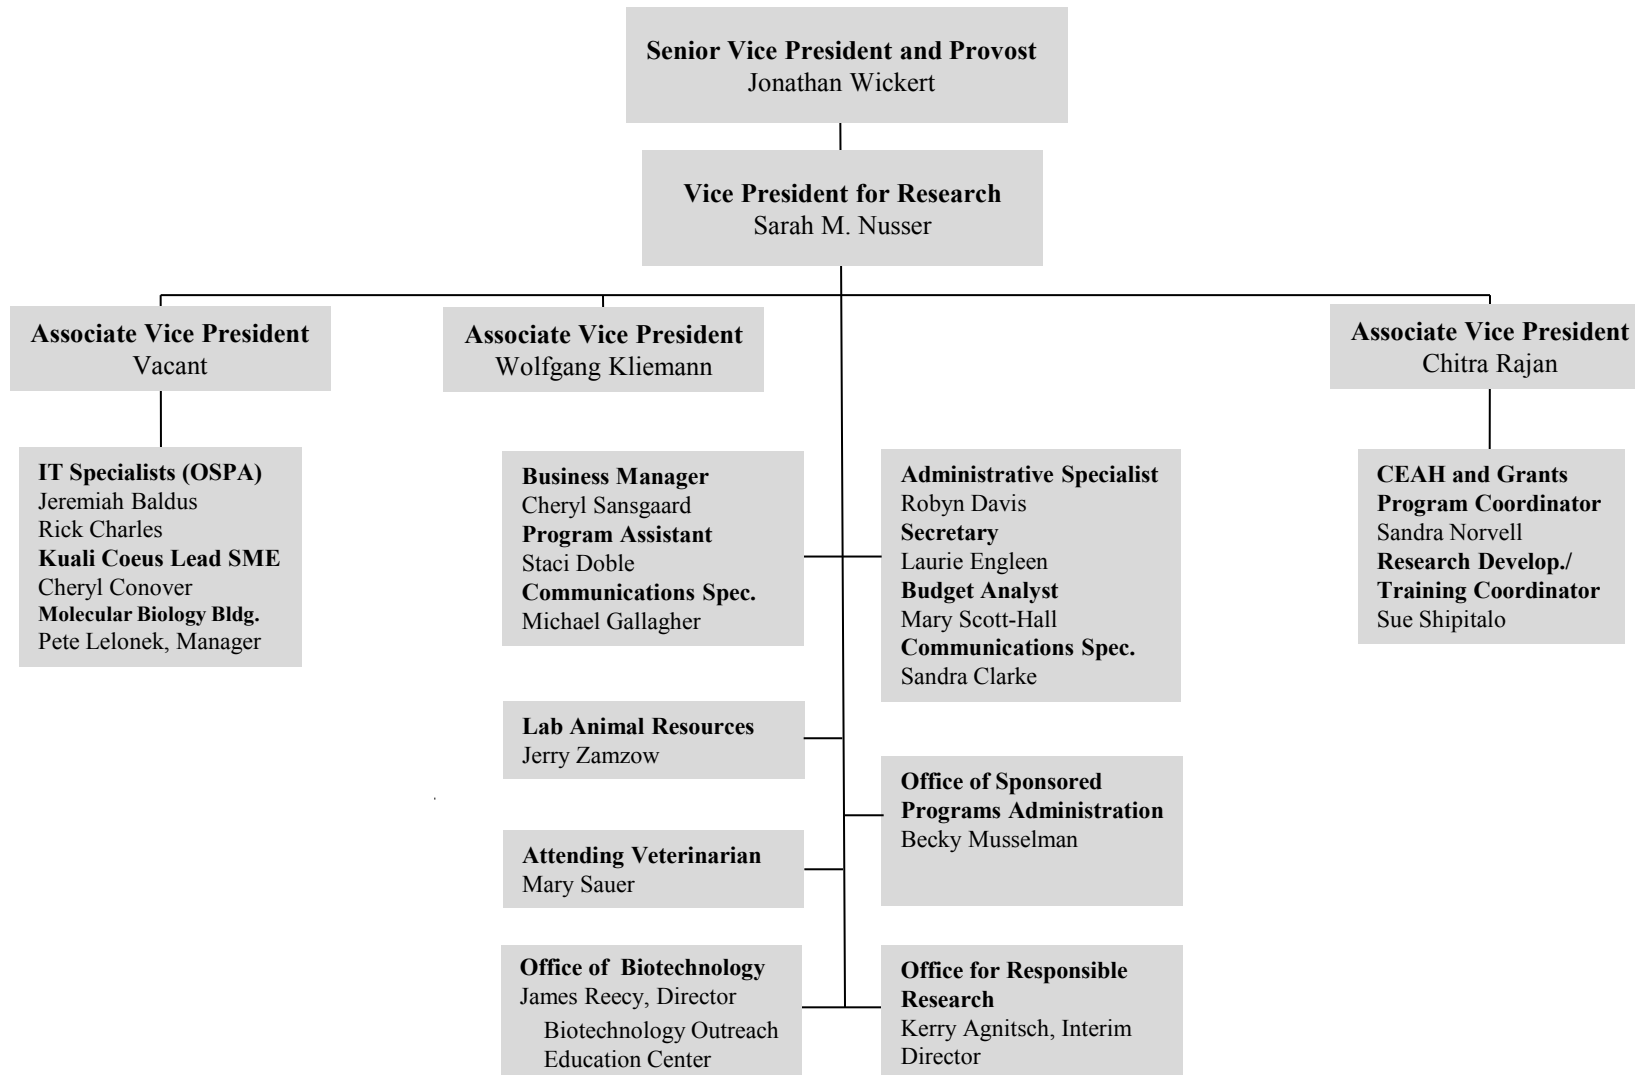 Senior Vice President and Provost
Jonathan Wickert
Vice President for Research
Sarah M. Nusser
Associate Vice President
Vacant
Associate Vice President
Wolfgang Kliemann
Associate Vice President
Chitra Rajan
IT Specialists (OSPA)
Jeremiah Baldus
Rick Charles
Kuali Coeus Lead SME
Cheryl Conover
Molecular Biology Bldg.
Pete Lelonek, Manager
Business Manager
Cheryl Sansgaard
Program Assistant
Staci Doble
Communications Spec.
Michael Gallagher
Administrative Specialist
Robyn Davis
Secretary
Laurie Engleen
Budget Analyst
Mary Scott-Hall
Communications Spec.
Sandra Clarke
CEAH and Grants
Program Coordinator
Sandra Norvell
Research Develop./
Training Coordinator
Sue Shipitalo
Lab Animal Resources
Jerry Zamzow
Office of Sponsored
Programs Administration
Becky Musselman
Attending Veterinarian
Mary Sauer
Office of Biotechnology
James Reecy, Director
Biotechnology Outreach
Education Center
Office for Responsible
Research
Kerry Agnitsch, Interim
Director